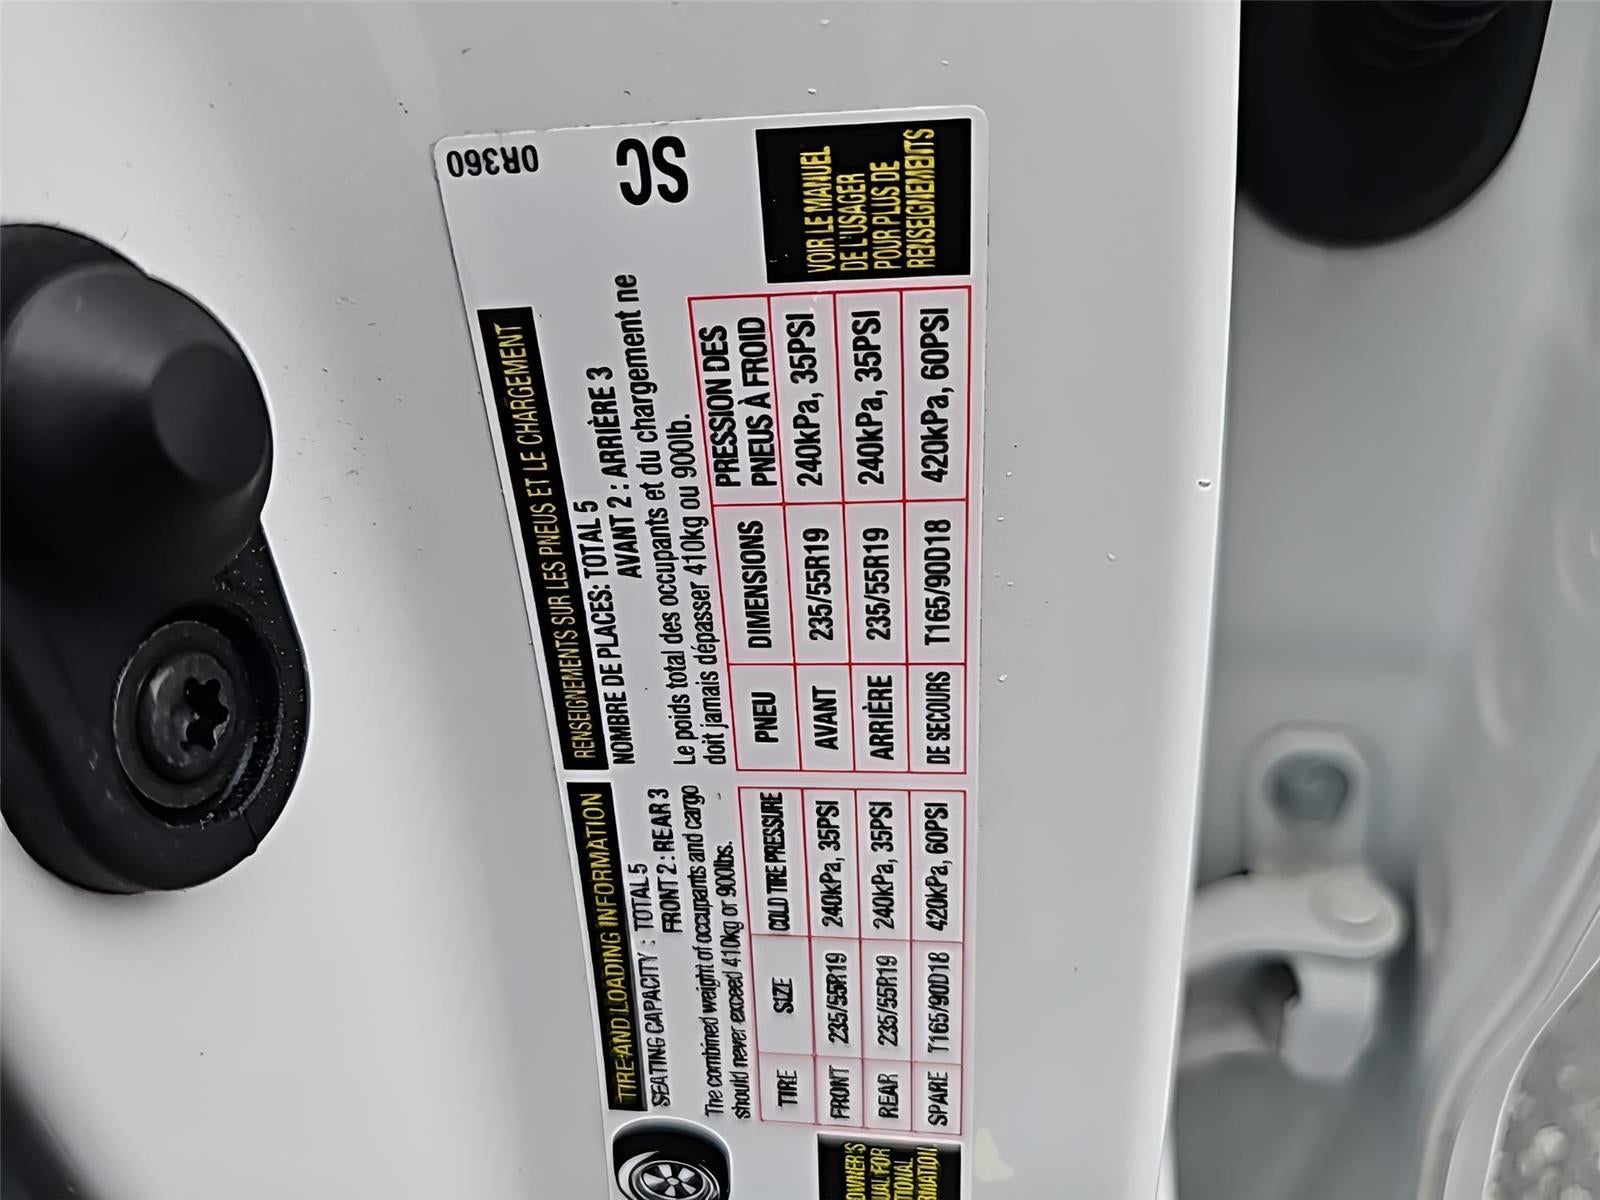 TIRE AND LOADING INFORMATION
SEATING CAPACITY : TOTAL 5
FRONT 2 : REAR 3
The combined weight of occupants and cargo
should never exceed 410kg or 900lbs.
TIRE SIZE COLD TIRE PRESSURE
FRONT 235/55R19 240kPa, 35PSI
REAR 235/55R19 240kPa, 35PSI
SPARE T165/90D18 420kPa, 60PSI
RENSEIGNEMENTS SUR LES PNEUS ET LE CHARGEMENT
NOMBRE DE PLACES: TOTAL 5
AVANT 2 : ARRIÈRE 3
Le poids total des occupants et du chargement ne
doit jamais dépasser 410kg ou 900lb.
PNEU DIMENSIONS PRESSION DES
PNEUS À FROID
AVANT 235/55R19 240kPa, 35PSI
ARRIÈRE 235/55R19 240kPa, 35PSI
DE SECOURS T165/90D18 420kPa, 60PSI
VOIR LE MANUEL
DE L'USAGER
POUR PLUS DE
RENSEIGNEMENTS
0R360
SC
OWNER'S
FOR